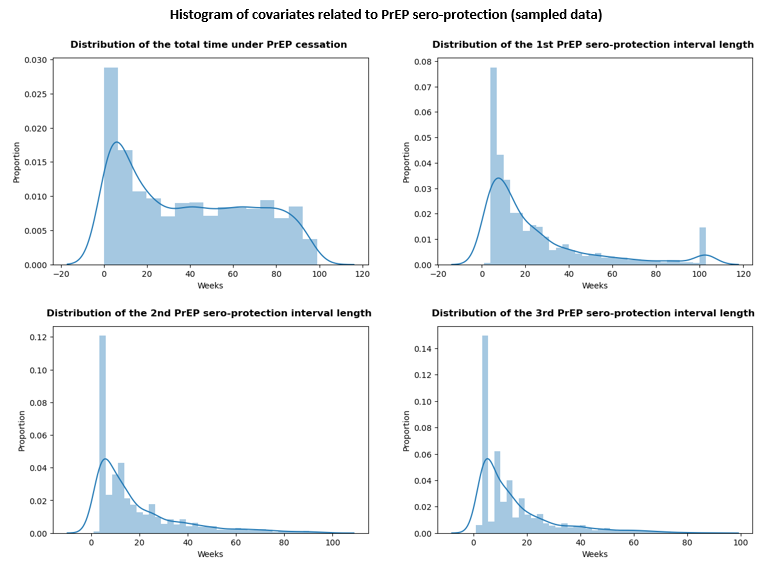 Histogram of covariates related to PrEP sero-protection (sampled data)
Distribution of the total time under PrEP cessation
0.030
0.025
0.020
0.015
0.010
0.005
0.000
Proportion
−20 0 20 40 60 80 100 120
Weeks
Distribution of the 1st PrEP sero-protection interval length
0.08
0.07
0.06
0.05
0.04
0.03
0.02
0.01
0.00
Proportion
−20 0 20 40 60 80 100 120
Weeks
Distribution of the 2nd PrEP sero-protection interval length
0.12
0.10
0.08
0.06
0.04
0.02
0.00
Proportion
0 20 40 60 80 100
Weeks
Distribution of the 3rd PrEP sero-protection interval length
0.14
0.12
0.10
0.08
0.06
0.04
0.02
0.00
Proportion
0 20 40 60 80 100
Weeks